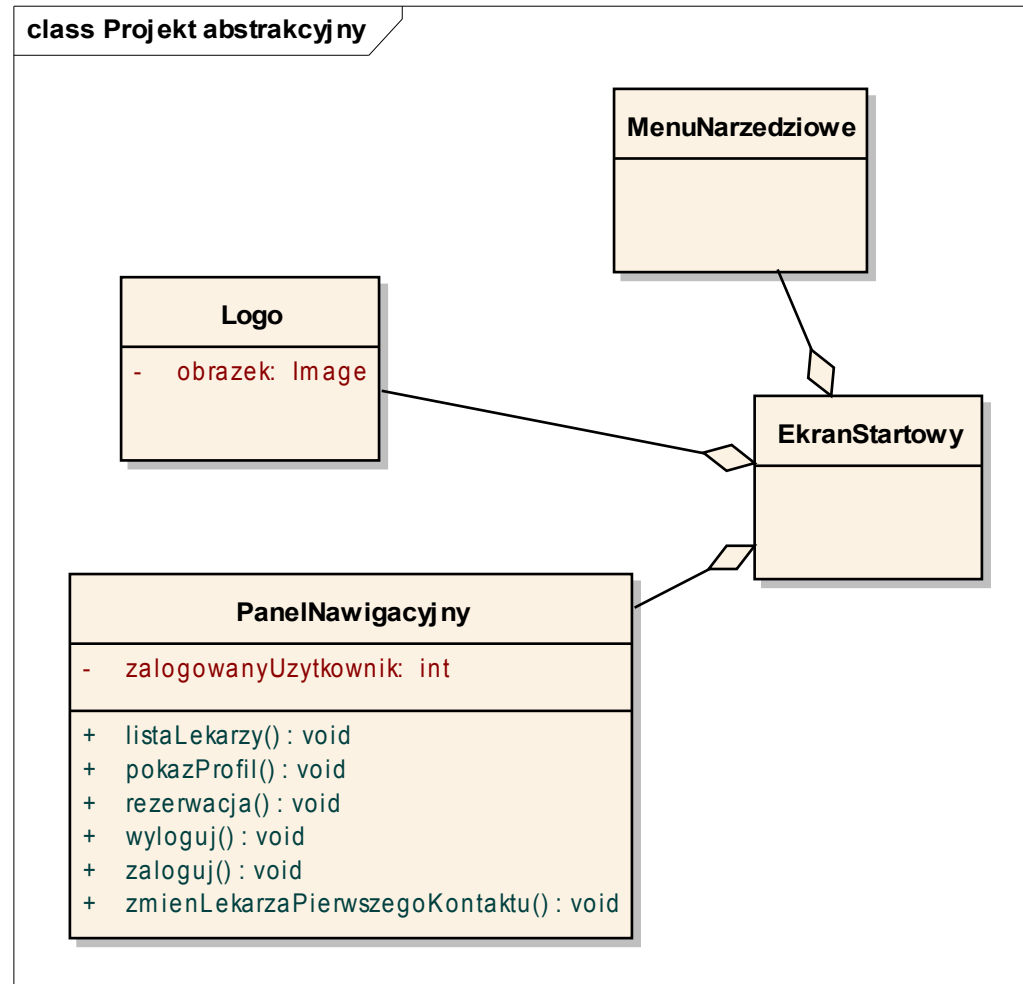 class Projekt abstrakcyjny
MenuNarzedziowe
Logo
- obrazek: Image
EkranStartowy
PanelNawigacyjny
- zalogowanyUzytkownik: int
+ listaLekarzy() : void
+ pokazProfil() : void
+ rezerwacja() : void
+ wyloguj() : void
+ zaloguj() : void
+ zmienLekarzaPierwszegoKontaktu() : void